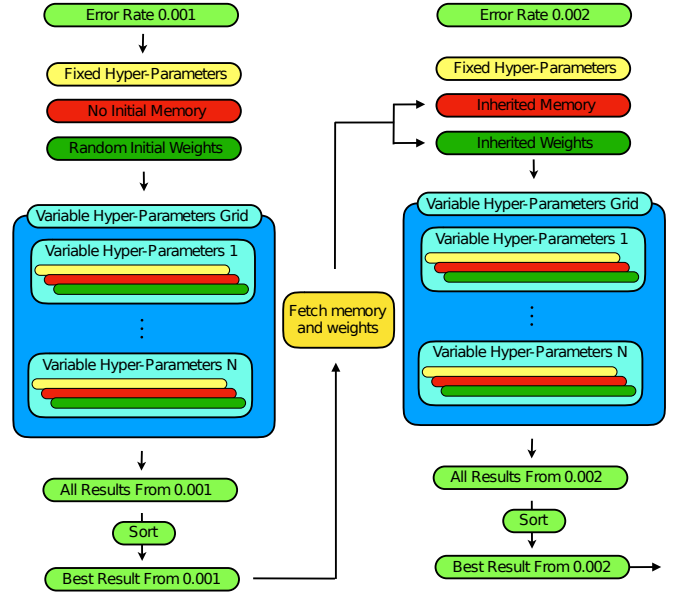 Error Rate 0.001
Fixed Hyper-Parameters
No Initial Memory
Random Initial Weights
Variable Hyper-Parameters Grid
Variable Hyper-Parameters 1
Variable Hyper-Parameters N
All Results From 0.001
Sort
Best Result From 0.001
Fetch memory
and weights
Error Rate 0.002
Fixed Hyper-Parameters
Inherited Memory
Inherited Weights
Variable Hyper-Parameters Grid
Variable Hyper-Parameters 1
Variable Hyper-Parameters N
All Results From 0.002
Sort
Best Result From 0.002